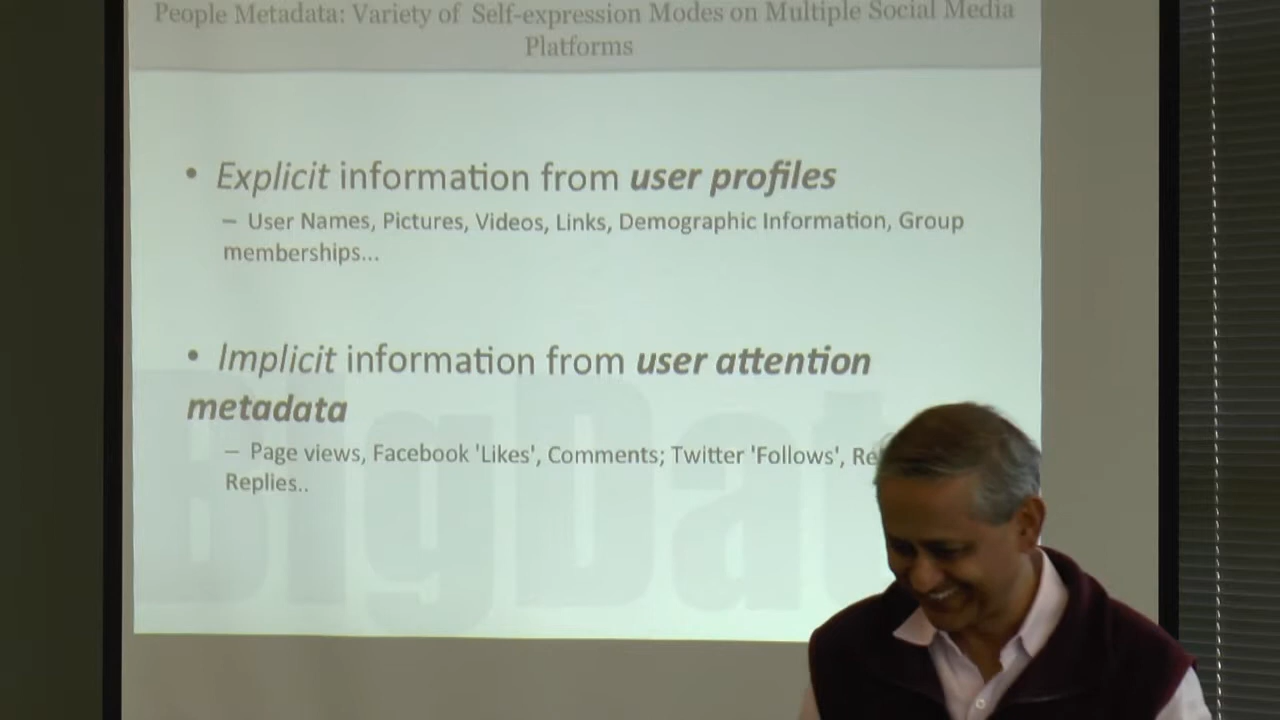 People Metadata: Variety of Self-expression Modes on Multiple Social Media
Platforms
• Explicit information from user profiles
– User Names, Pictures, Videos, Links, Demographic Information, Group
memberships...
• Implicit information from user attention
metadata
– Page views, Facebook 'Likes', Comments; Twitter 'Follows',
Replies..
BigData